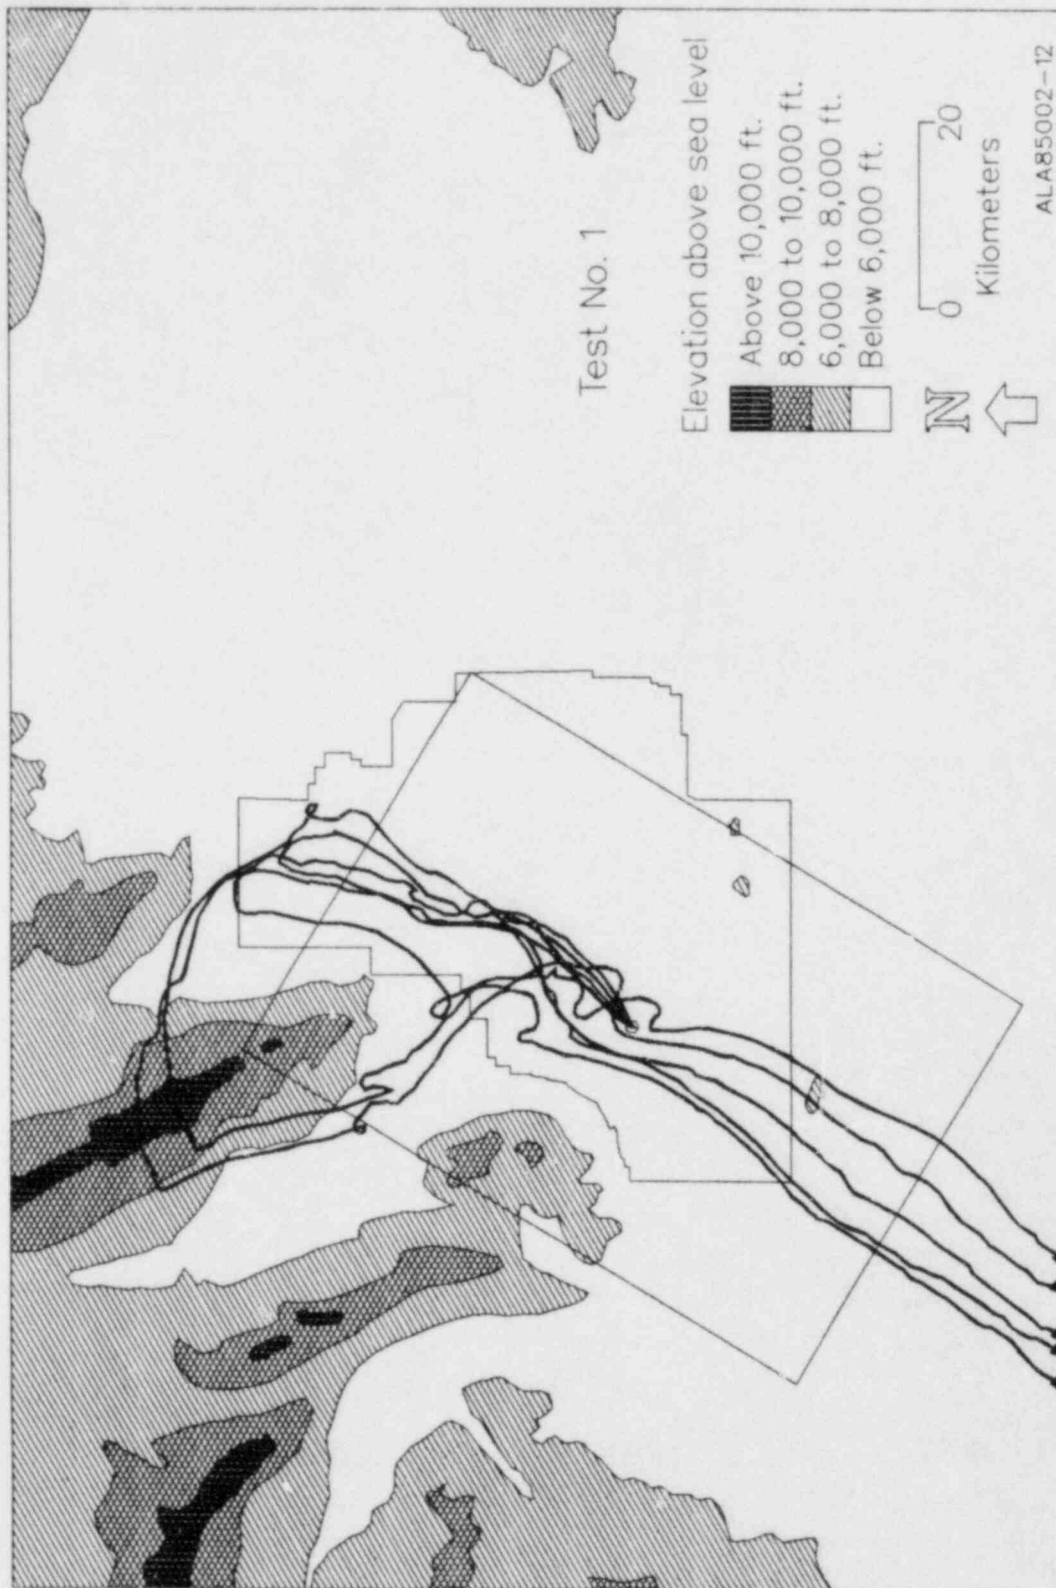 Test No. 1
Elevation above sea level
Above 10,000 ft.
8,000 to 10,000 ft.
6,000 to 8,000 ft.
Below 6,000 ft.
N
0 20
Kilometers
ALA85002-12